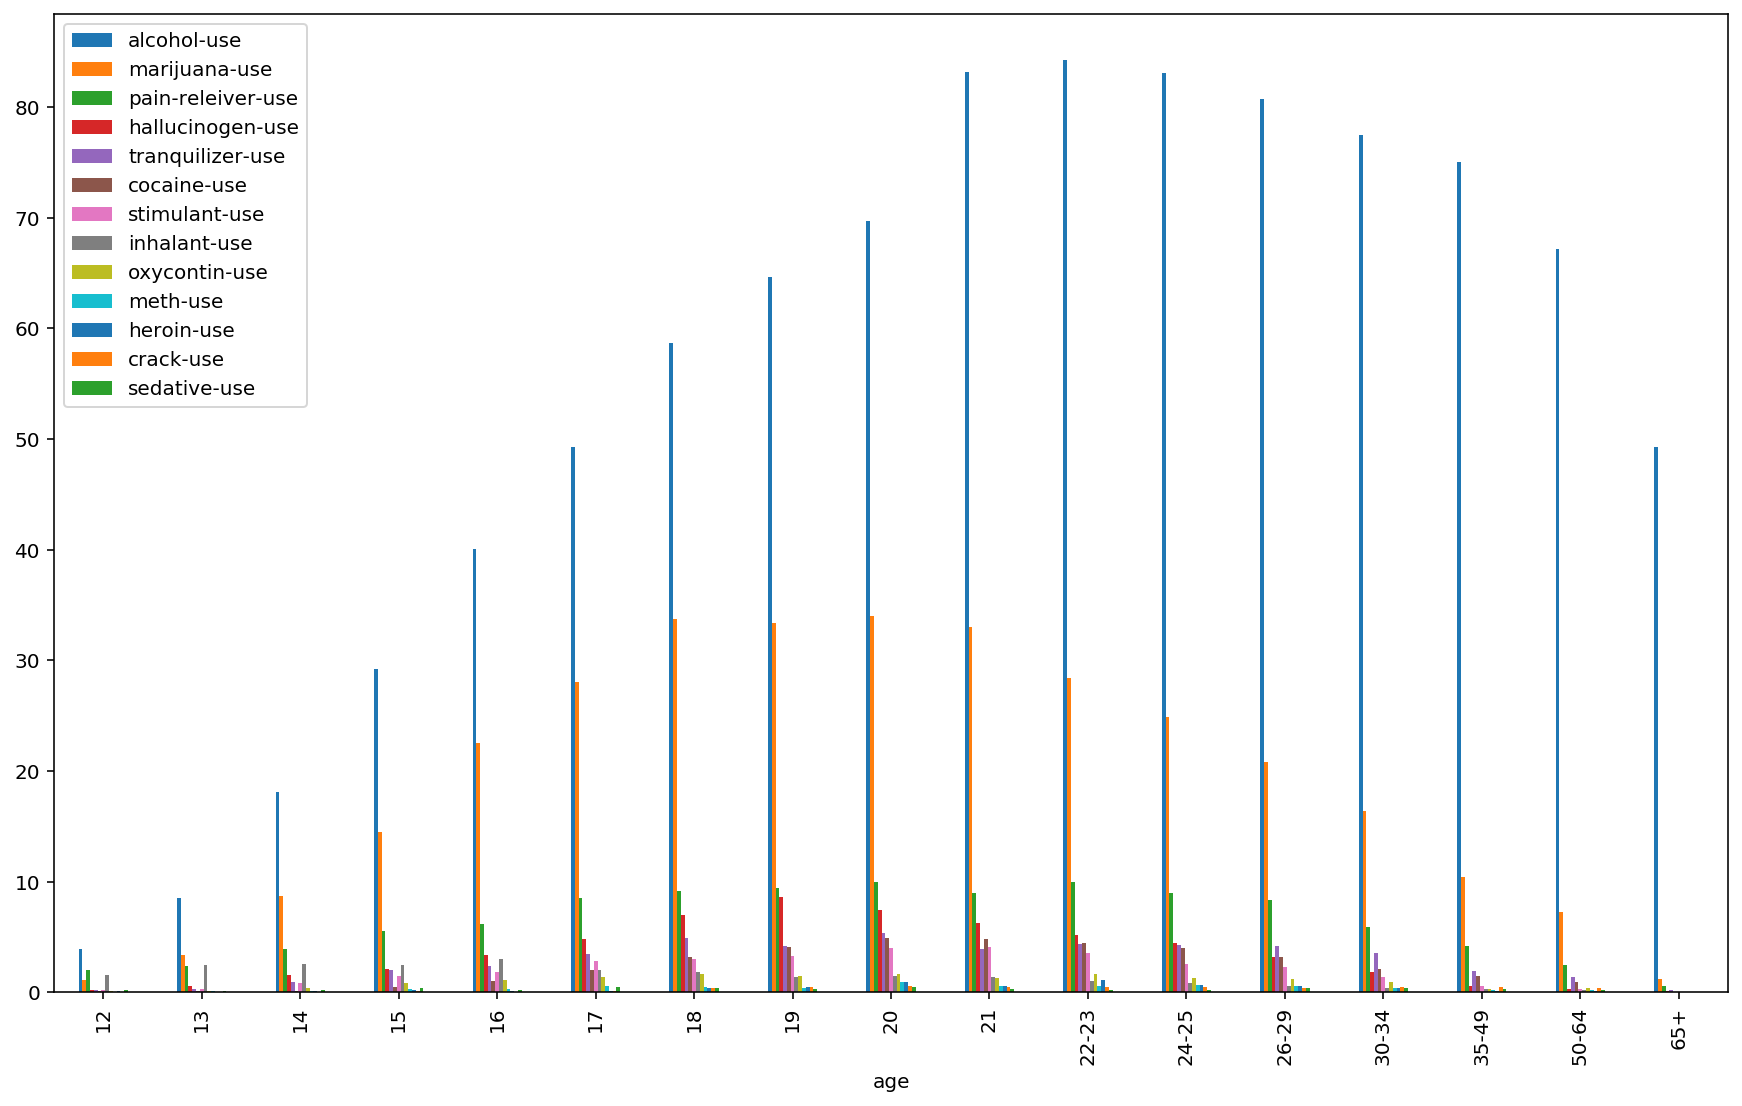 alcohol-use
marijuana-use
pain-releiver-use
hallucinogen-use
tranquilizer-use
cocaine-use
stimulant-use
inhalant-use
oxycontin-use
meth-use
heroin-use
crack-use
sedative-use
80
70
60
50
40
30
20
10
0
12
13
14
15
16
17
18
19
20
21
22-23
24-25
26-29
30-34
35-49
50-64
65+
age